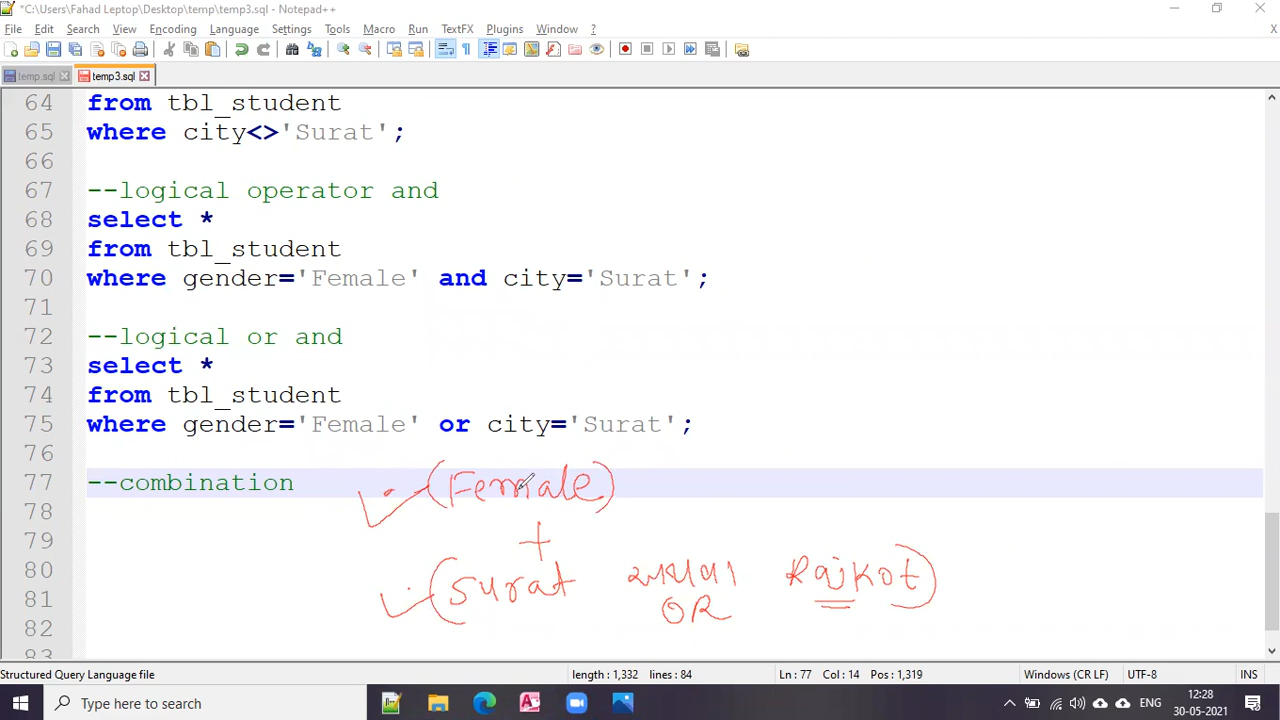 *C:\Users\Fahad Leptop\Desktop\temp\temp3.sql - Notepad++
File Edit Search View Encoding Language Settings Tools Macro Run TextFX Plugins Window ? X
temp.sql temp3.sql
64 from tbl_student
65 where city<>'Surat';
66
67 --logical operator and
68 select *
69 from tbl_student
70 where gender='Female' and city='Surat';
71
72 --logical or and
73 select *
74 from tbl_student
75 where gender='Female' or city='Surat';
76
77 --combination (Female)
78
79 +
80 (Surat અથવા Rajkot)
81 OR
82
83
Structured Query Language file length : 1,332 lines : 84 Ln : 77 Col : 14 Pos : 1,319 Windows (CR LF) UTF-8 INS
Type here to search ENG 12:28
30-05-2021